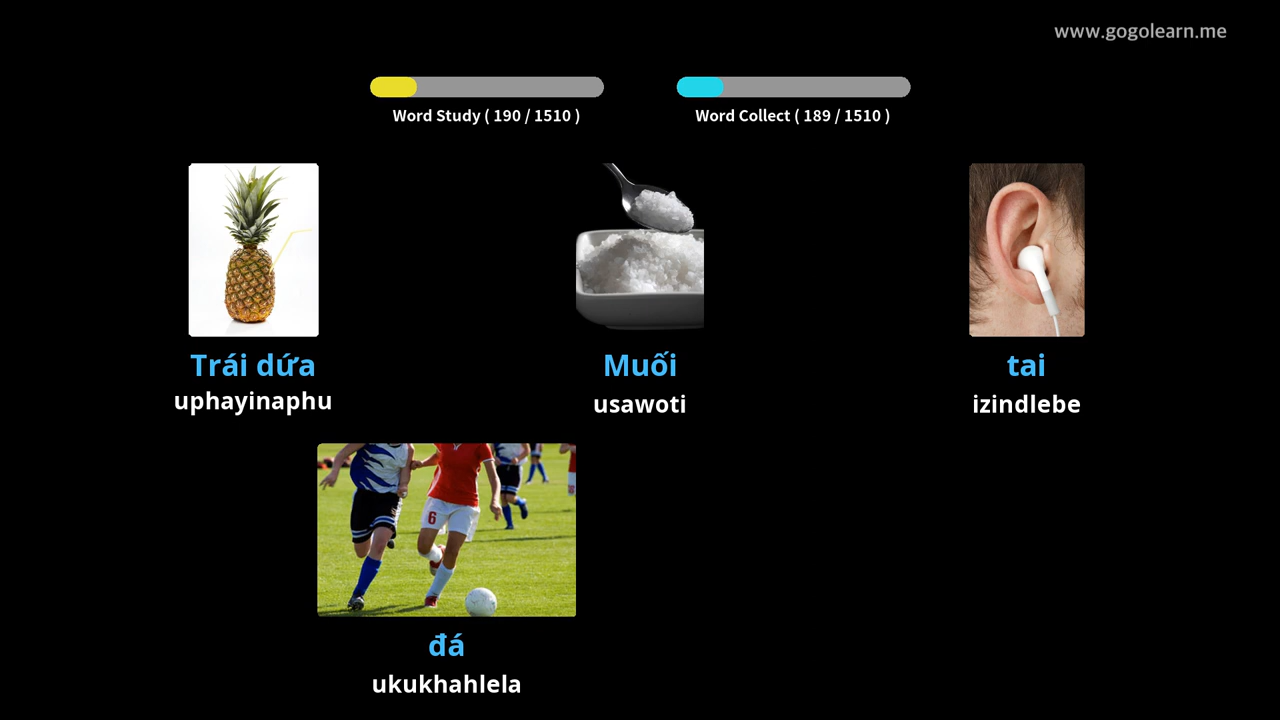 www.gogolearn.me
Word Study ( 190 / 1510 )
Word Collect ( 189 / 1510 )
Trái dứa
uphayinaphu
Muối
usawoti
tai
izindlebe
6
đá
ukukhahlela